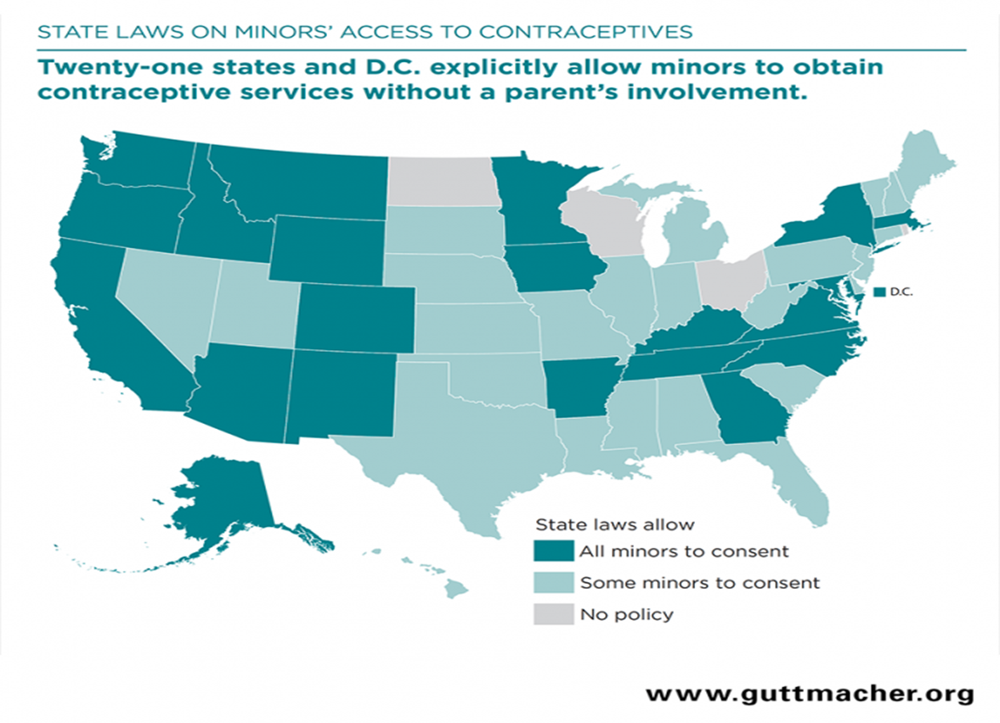 STATE LAWS ON MINORS’ ACCESS TO CONTRACEPTIVES
Twenty-one states and D.C. explicitly allow minors to obtain
contraceptive services without a parent’s involvement.
D.C.
State laws allow
All minors to consent
Some minors to consent
No policy
www.guttmacher.org